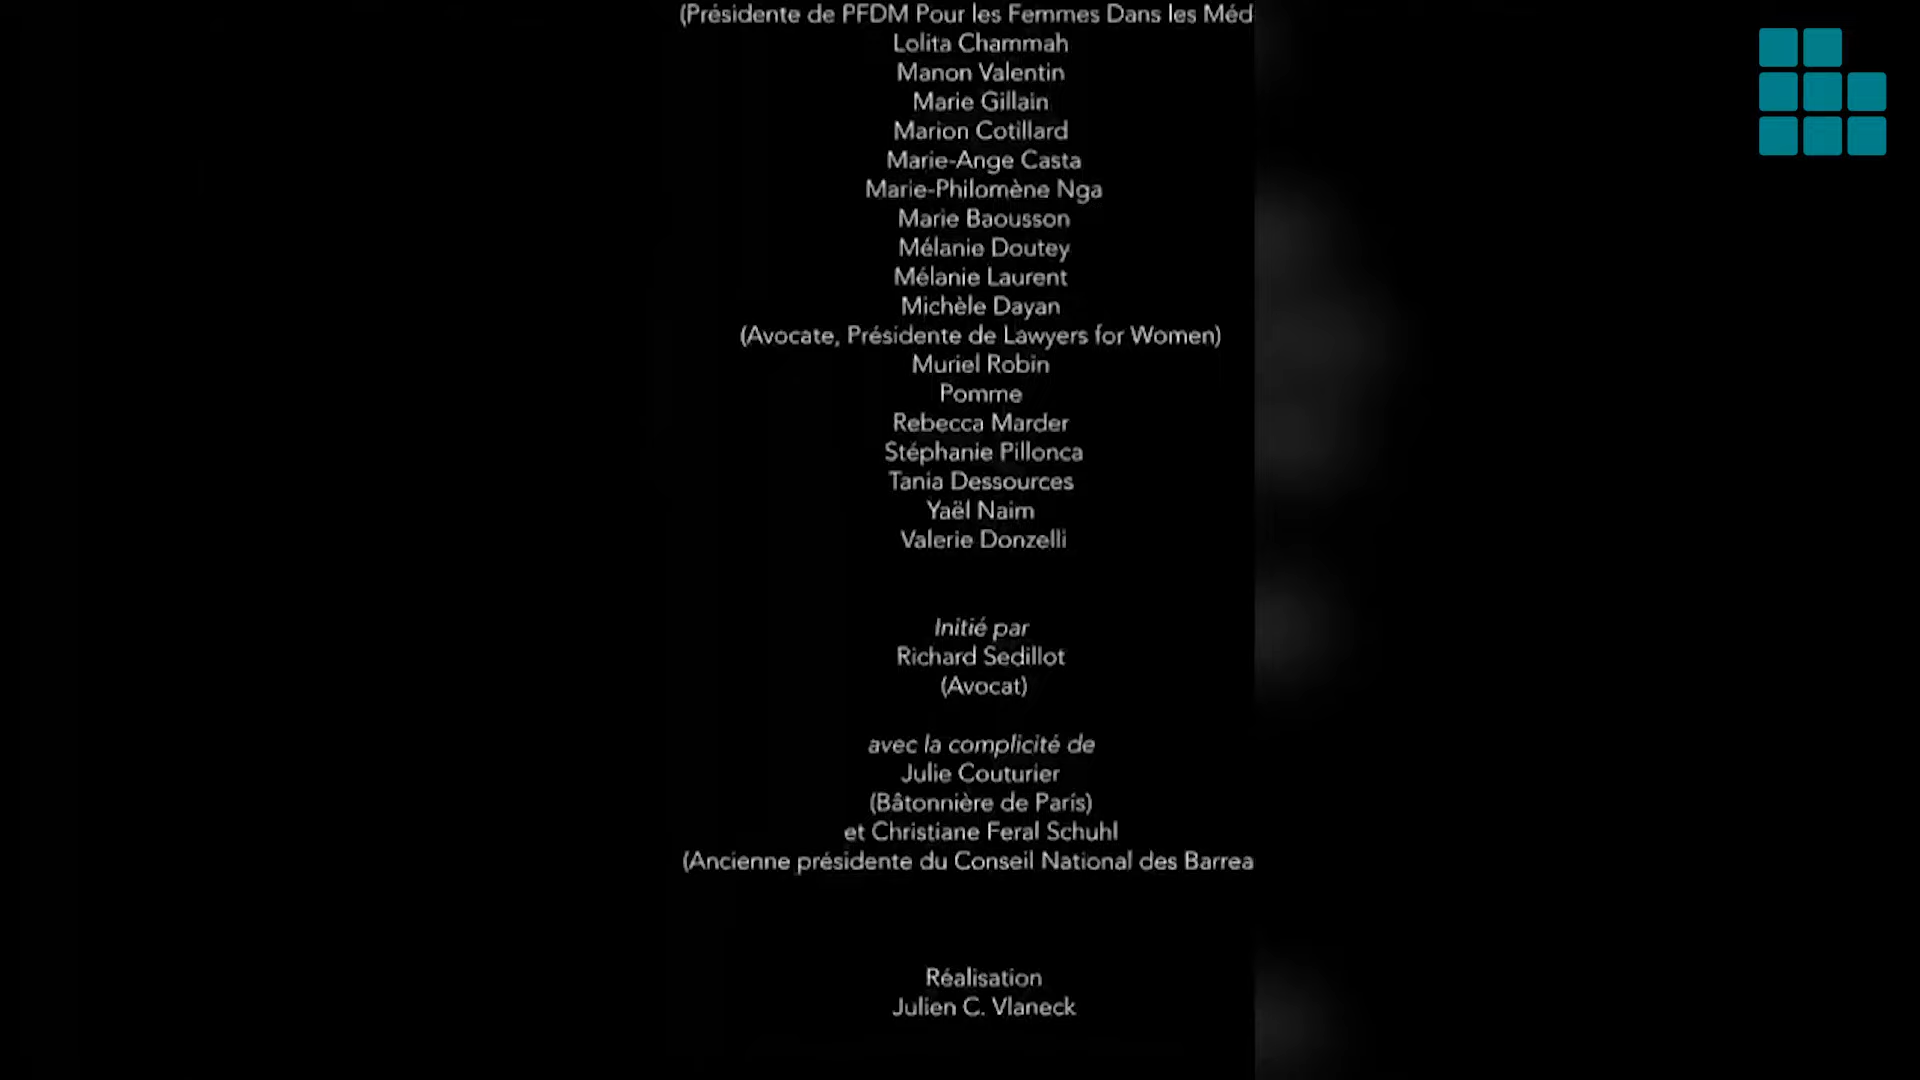 (Présidente de PFDM Pour les Femmes Dans les Méd
Lolita Chammah
Manon Valentin
Marie Gillain
Marion Cotillard
Marie-Ange Casta
Marie-Philomène Nga
Marie Baousson
Mélanie Doutey
Mélanie Laurent
Michèle Dayan
(Avocate, Présidente de Lawyers for Women)
Muriel Robin
Pomme
Rebecca Marder
Stéphanie Pillonca
Tania Dessources
Yaël Naim
Valerie Donzelli
Initié par
Richard Sedillot
(Avocat)
avec la complicité de
Julie Couturier
(Bâtonnière de Paris)
et Christiane Feral Schuhl
(Ancienne présidente du Conseil National des Barrea
Réalisation
Julien C. Vlaneck